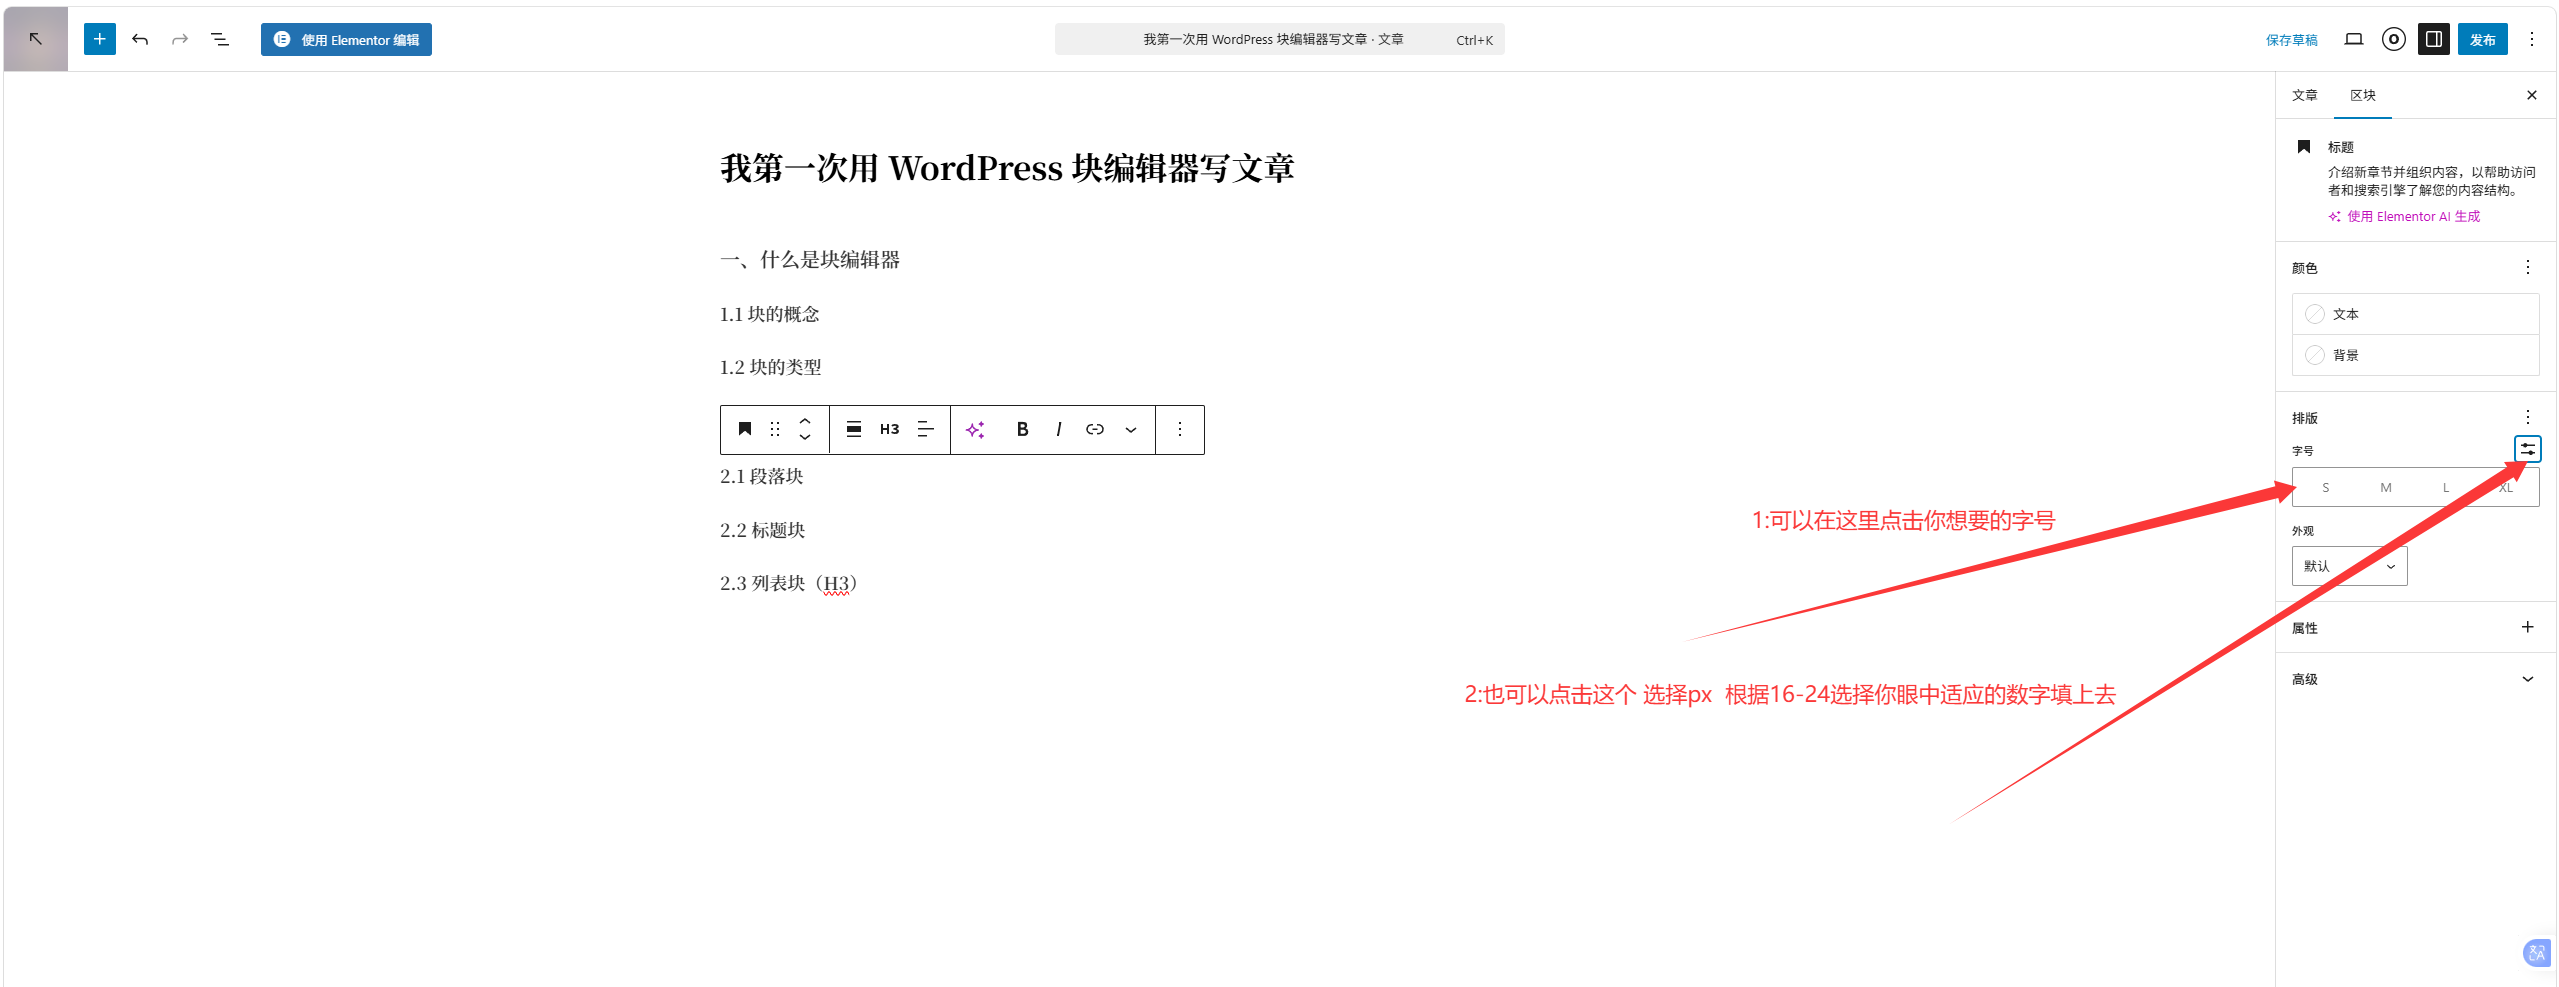 使用 Elementor 编辑
我第一次用 WordPress 块编辑器写文章 · 文章
Ctrl+K
保存草稿
发布
文章
区块
我第一次用 WordPress 块编辑器写文章
一、什么是块编辑器
1.1 块的概念
1.2 块的类型
H3
B
I
2.1 段落块
2.2 标题块
2.3 列表块（H3）
1:可以在这里点击你想要的字号
2:也可以点击这个 选择px 根据16-24选择你眼中适应的数字填上去
标题
介绍新章节并组织内容，以帮助访问
者和搜索引擎了解您的内容结构。
使用 Elementor AI 生成
颜色
文本
背景
排版
字号
S M L XL
外观
默认
属性
高级